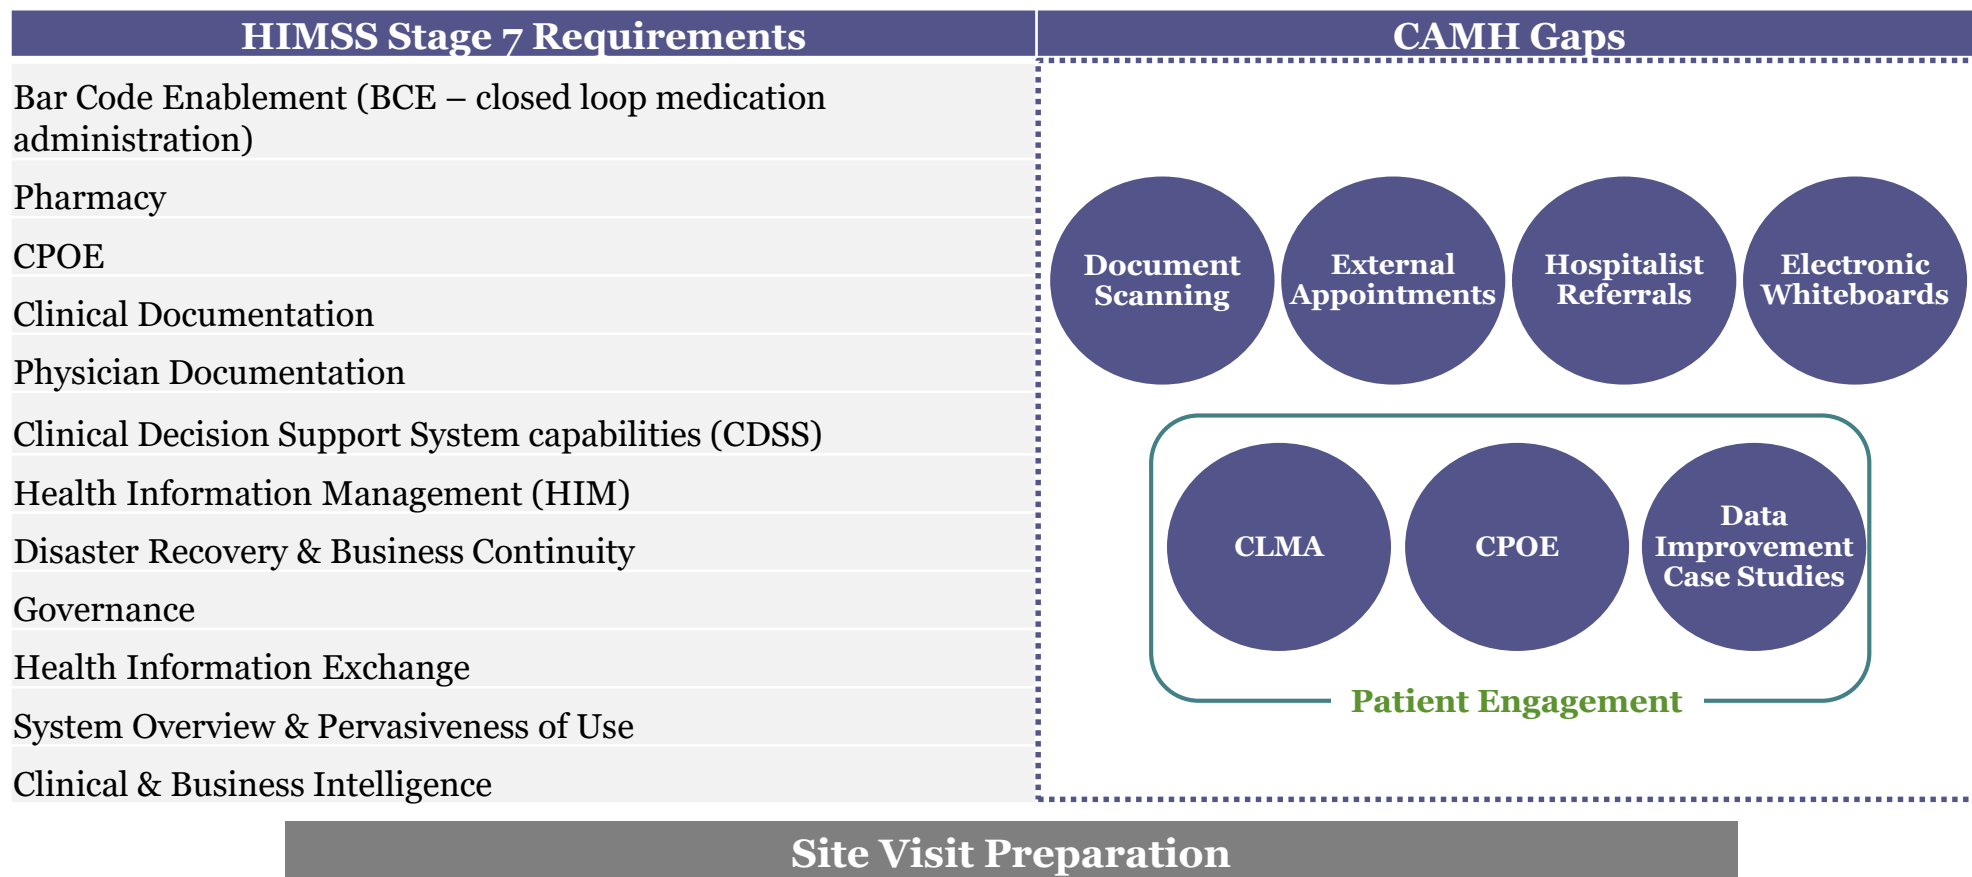 HIMSS Stage 7 Requirements
CAMH Gaps
Bar Code Enablement (BCE – closed loop medication
administration)
Pharmacy
CPOE
Clinical Documentation
Physician Documentation
Clinical Decision Support System capabilities (CDSS)
Health Information Management (HIM)
Disaster Recovery & Business Continuity
Governance
Health Information Exchange
System Overview & Pervasiveness of Use
Clinical & Business Intelligence
Document
Scanning
External
Appointments
Hospitalist
Referrals
Electronic
Whiteboards
CLMA
CPOE
Data
Improvement
Case Studies
Patient Engagement
Site Visit Preparation